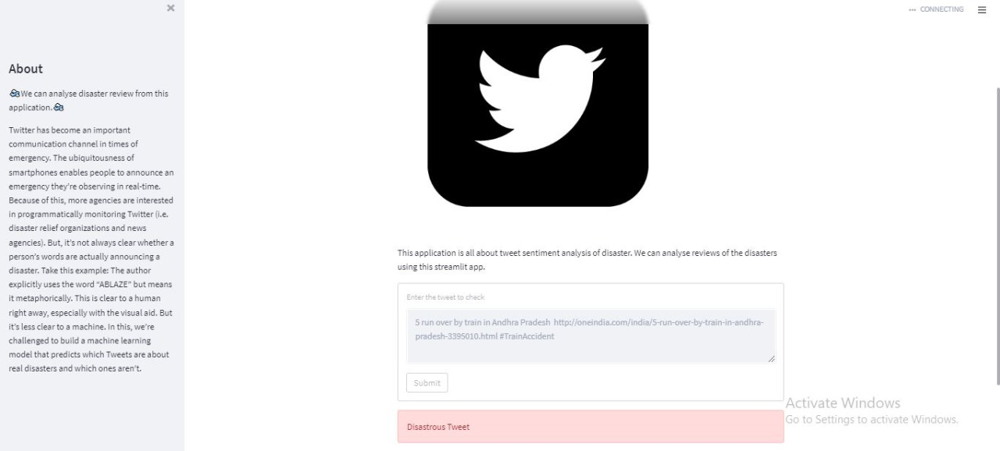 CONNECTING
About
We can analyse disaster review from this
application.
Twitter has become an important
communication channel in times of
emergency. The ubiquitousness of
smartphones enables people to announce an
emergency they're observing in real-time.
Because of this, more agencies are interested
in programmatically monitoring Twitter (i.e.
disaster relief organizations and news
agencies). But, it's not always clear whether a
person's words are actually announcing a
disaster. Take this example: The author
explicitly uses the word “ABLAZE” but means
it metaphorically. This is clear to a human
right away, especially with the visual aid. But
it's less clear to a machine. In this, we're
challenged to build a machine learning
model that predicts which Tweets are about
real disasters and which ones aren't.
This application is all about tweet sentiment analysis of disaster. We can analyse reviews of the disasters
using this streamlit app.
Enter the tweet to check
5 run over by train in Andhra Pradesh http://oneindia.com/india/5-run-over-by-train-in-andhra-
pradesh-3395010.html #TrainAccident
Submit
Disastrous Tweet
Activate Windows
Go to Settings to activate Windows.